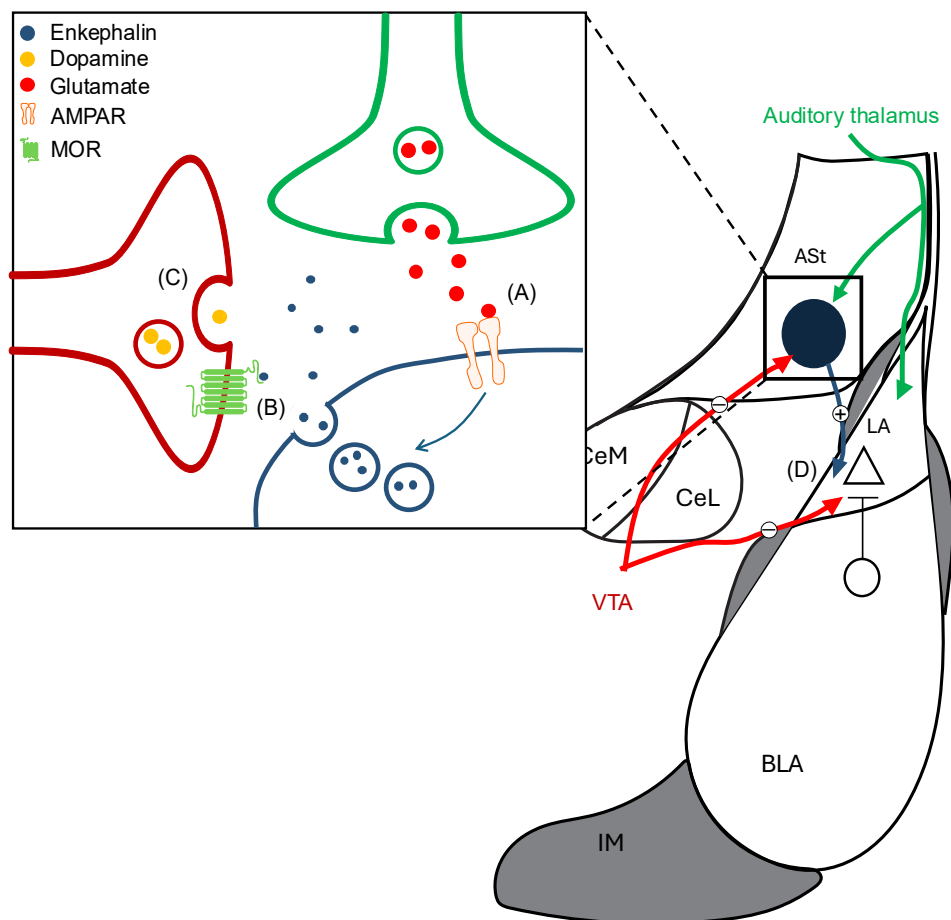 Enkephalin
Dopamine
Glutamate
AMPAR
MOR
Auditory thalamus
ASt
(A)
(C)
(B)
+
LA
(D)
CeM
CeL
−
−
VTA
BLA
IM